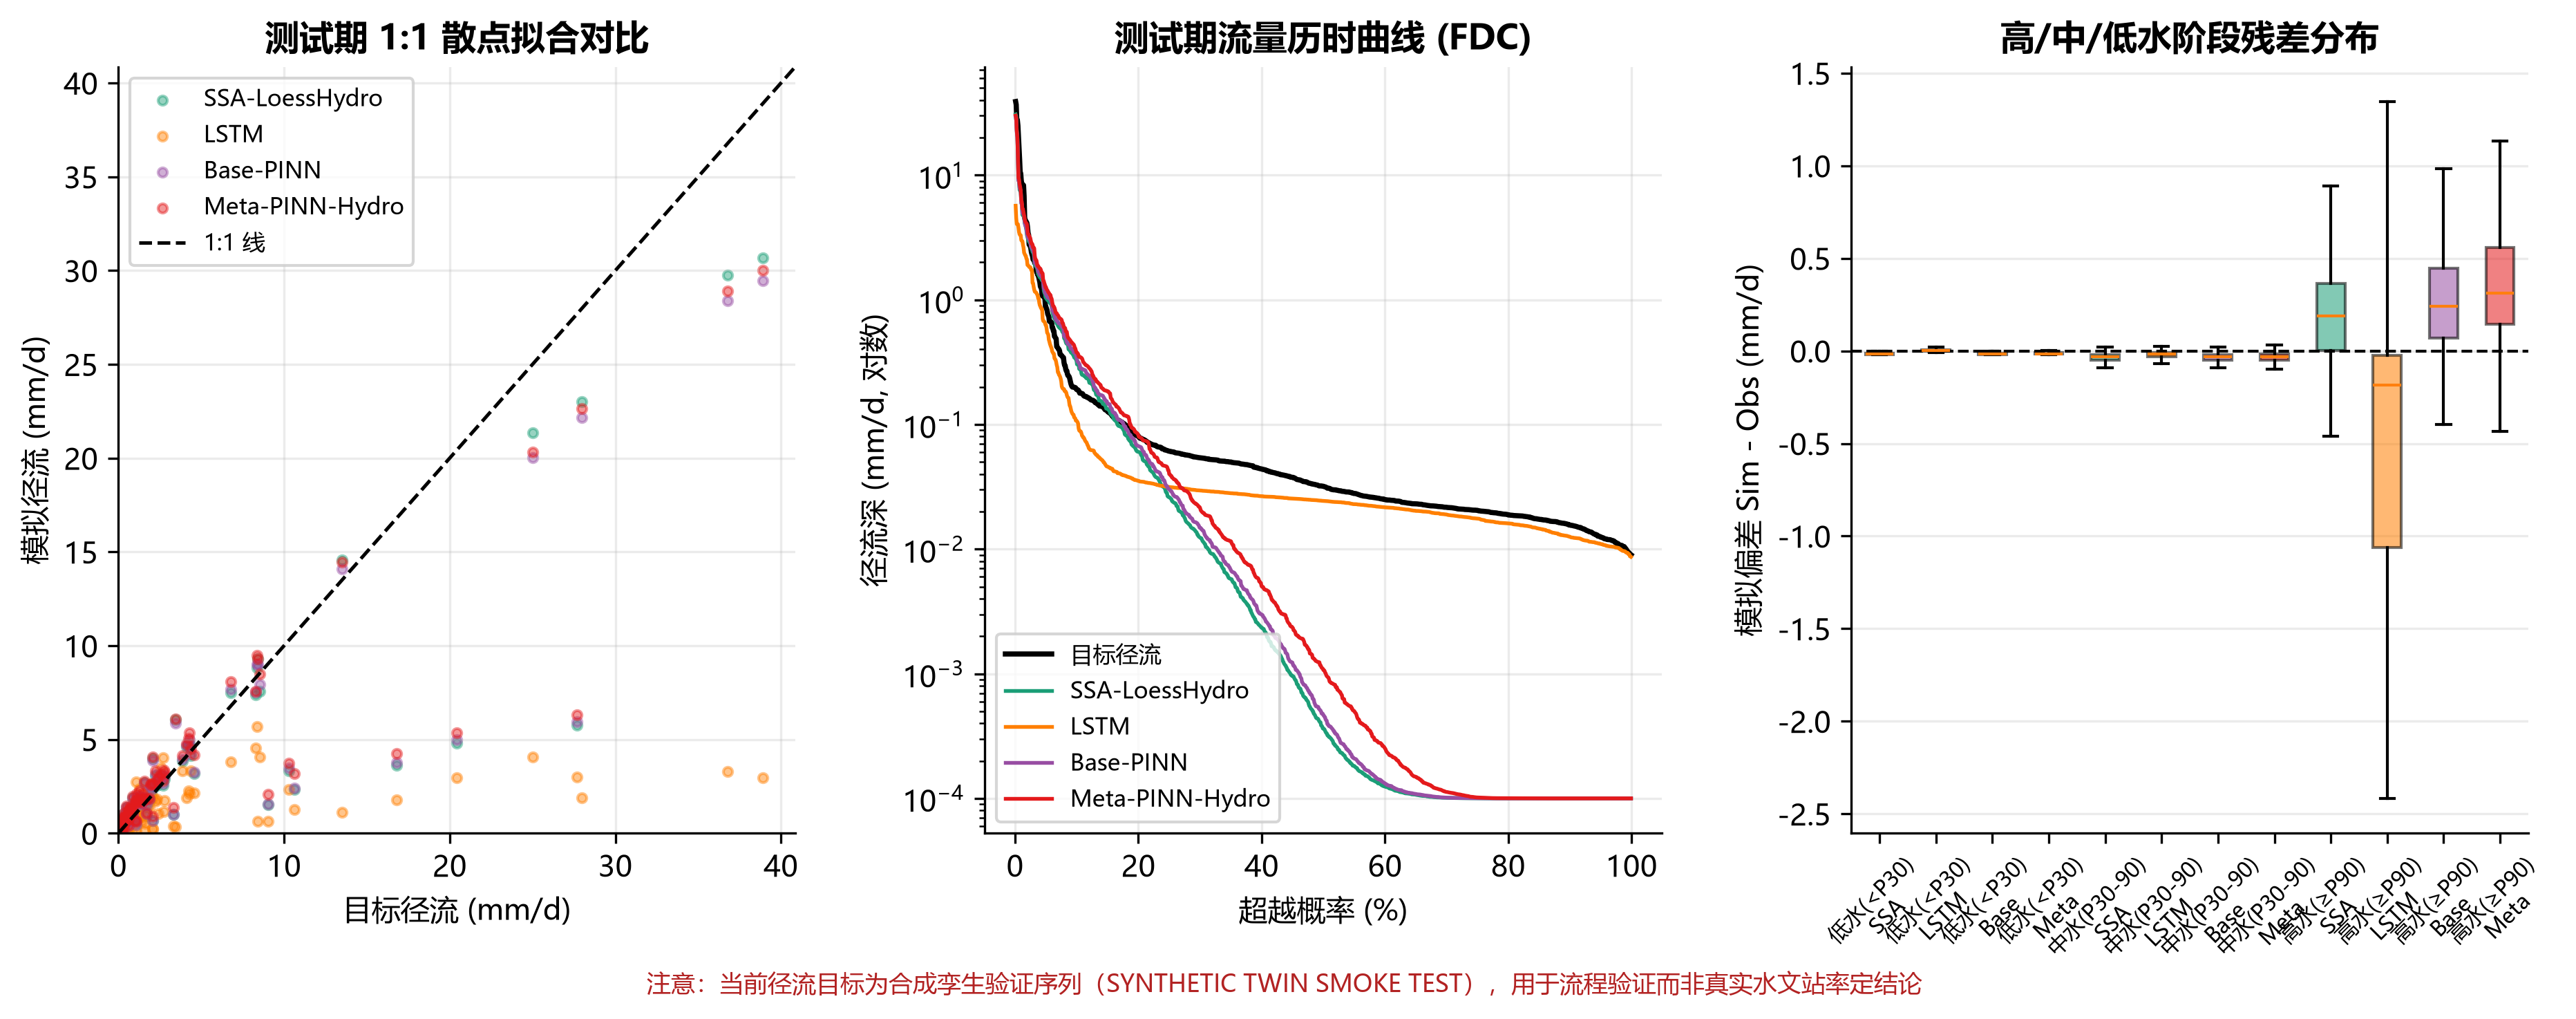 测试期 1:1 散点拟合对比
40
35
30
25
20
15
10
5
0
模拟径流 (mm/d)
SSA-LoessHydro
LSTM
Base-PINN
Meta-PINN-Hydro
1:1 线
0 10 20 30 40
目标径流 (mm/d)
测试期流量历时曲线 (FDC)
10¹
10⁰
10⁻¹
10⁻²
10⁻³
10⁻⁴
径流深 (mm/d, 对数)
目标径流
SSA-LoessHydro
LSTM
Base-PINN
Meta-PINN-Hydro
0 20 40 60 80 100
超越概率 (%)
高/中/低水阶段残差分布
1.5
1.0
0.5
0.0
-0.5
-1.0
-1.5
-2.0
-2.5
模拟偏差 Sim - Obs (mm/d)
低水(<P30)
SSA
低水(<P30)
LSTM
低水(<P30)
Base
低水(<P30)
Meta
中水(P30-90)
SSA
中水(P30-90)
LSTM
中水(P30-90)
Base
中水(P30-90)
Meta
高水(≥P90)
SSA
高水(≥P90)
LSTM
高水(≥P90)
Base
高水(≥P90)
Meta
注意：当前径流目标为合成孪生验证序列（SYNTHETIC TWIN SMOKE TEST），用于流程验证而非真实水文站率定结论